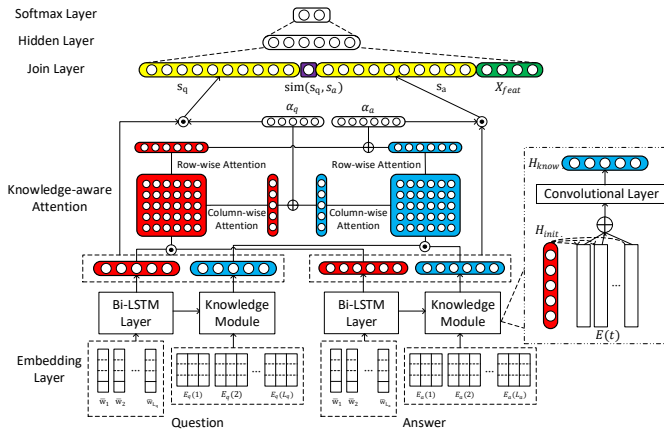 Softmax Layer
Hidden Layer
Join Layer
s_q
sim(s_q, s_a)
s_a
X_feat
α_q
α_a
Row-wise Attention
Row-wise Attention
Knowledge-aware
Attention
Column-wise
Attention
Column-wise
Attention
H_know
Convolutional Layer
H_init
...
E(t)
Bi-LSTM
Layer
Knowledge
Module
Bi-LSTM
Layer
Knowledge
Module
Embedding
Layer
w̄_1 w̄_2 ... w̄_{L_q}
E_q(1) E_q(2) ... E_q(L_q)
w̄_1 w̄_2 ... w̄_{L_a}
E_a(1) E_a(2) ... E_a(L_a)
Question
Answer